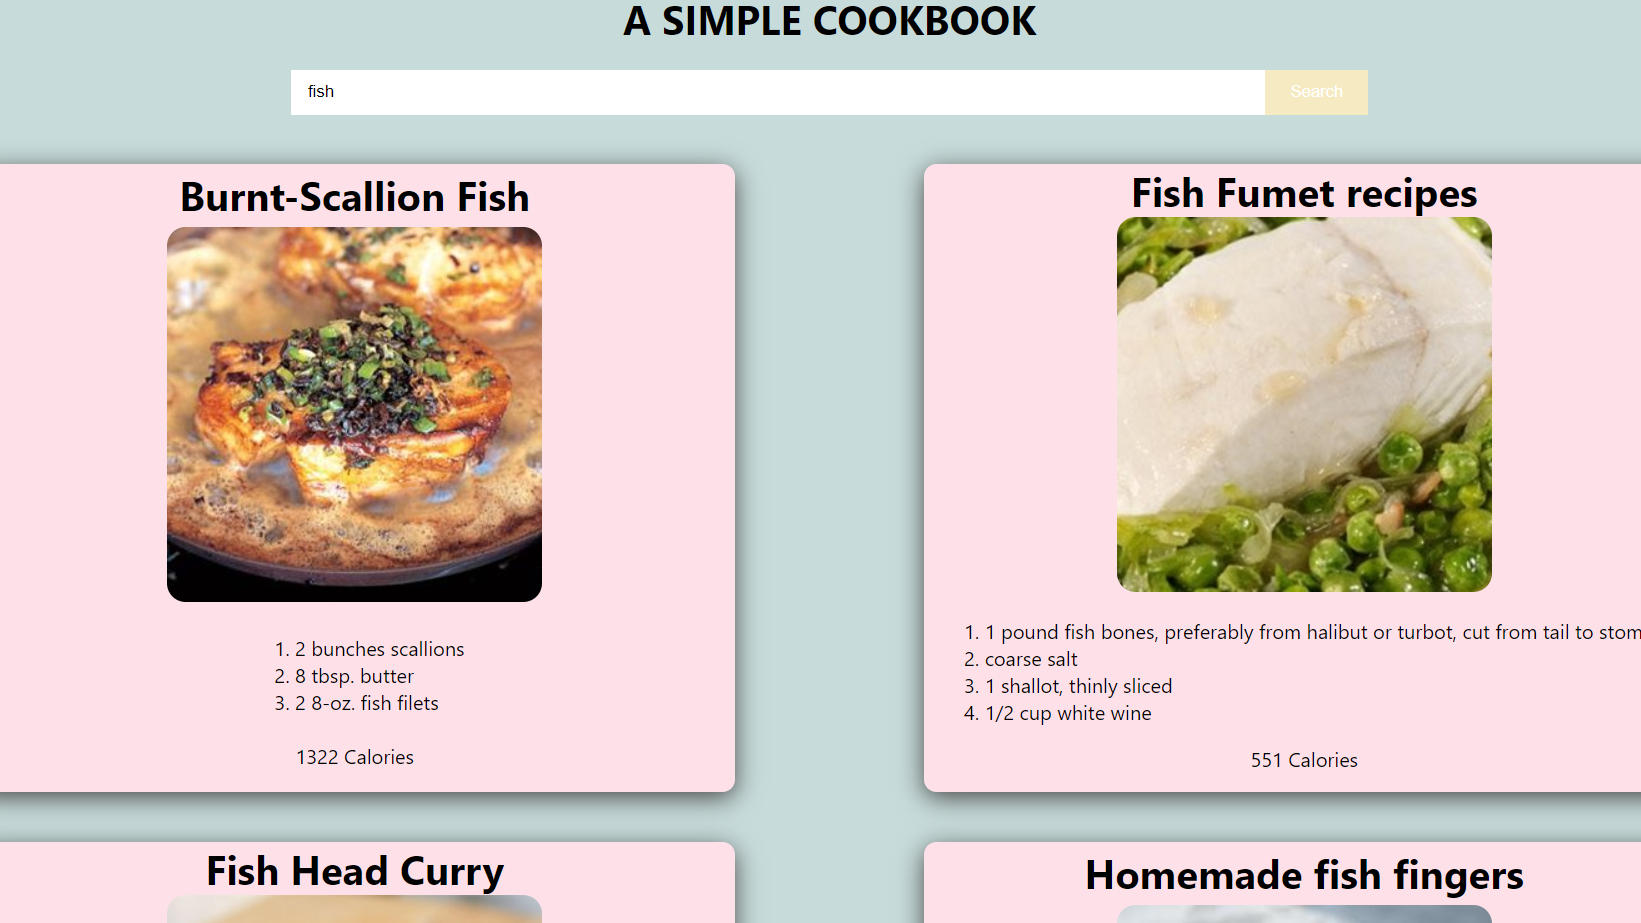 A SIMPLE COOKBOOK
fish
Search
Burnt-Scallion Fish
1. 2 bunches scallions
2. 8 tbsp. butter
3. 2 8-oz. fish filets
1322 Calories
Fish Fumet recipes
1. 1 pound fish bones, preferably from halibut or turbot, cut from tail to stom
2. coarse salt
3. 1 shallot, thinly sliced
4. 1/2 cup white wine
551 Calories
Fish Head Curry
Homemade fish fingers